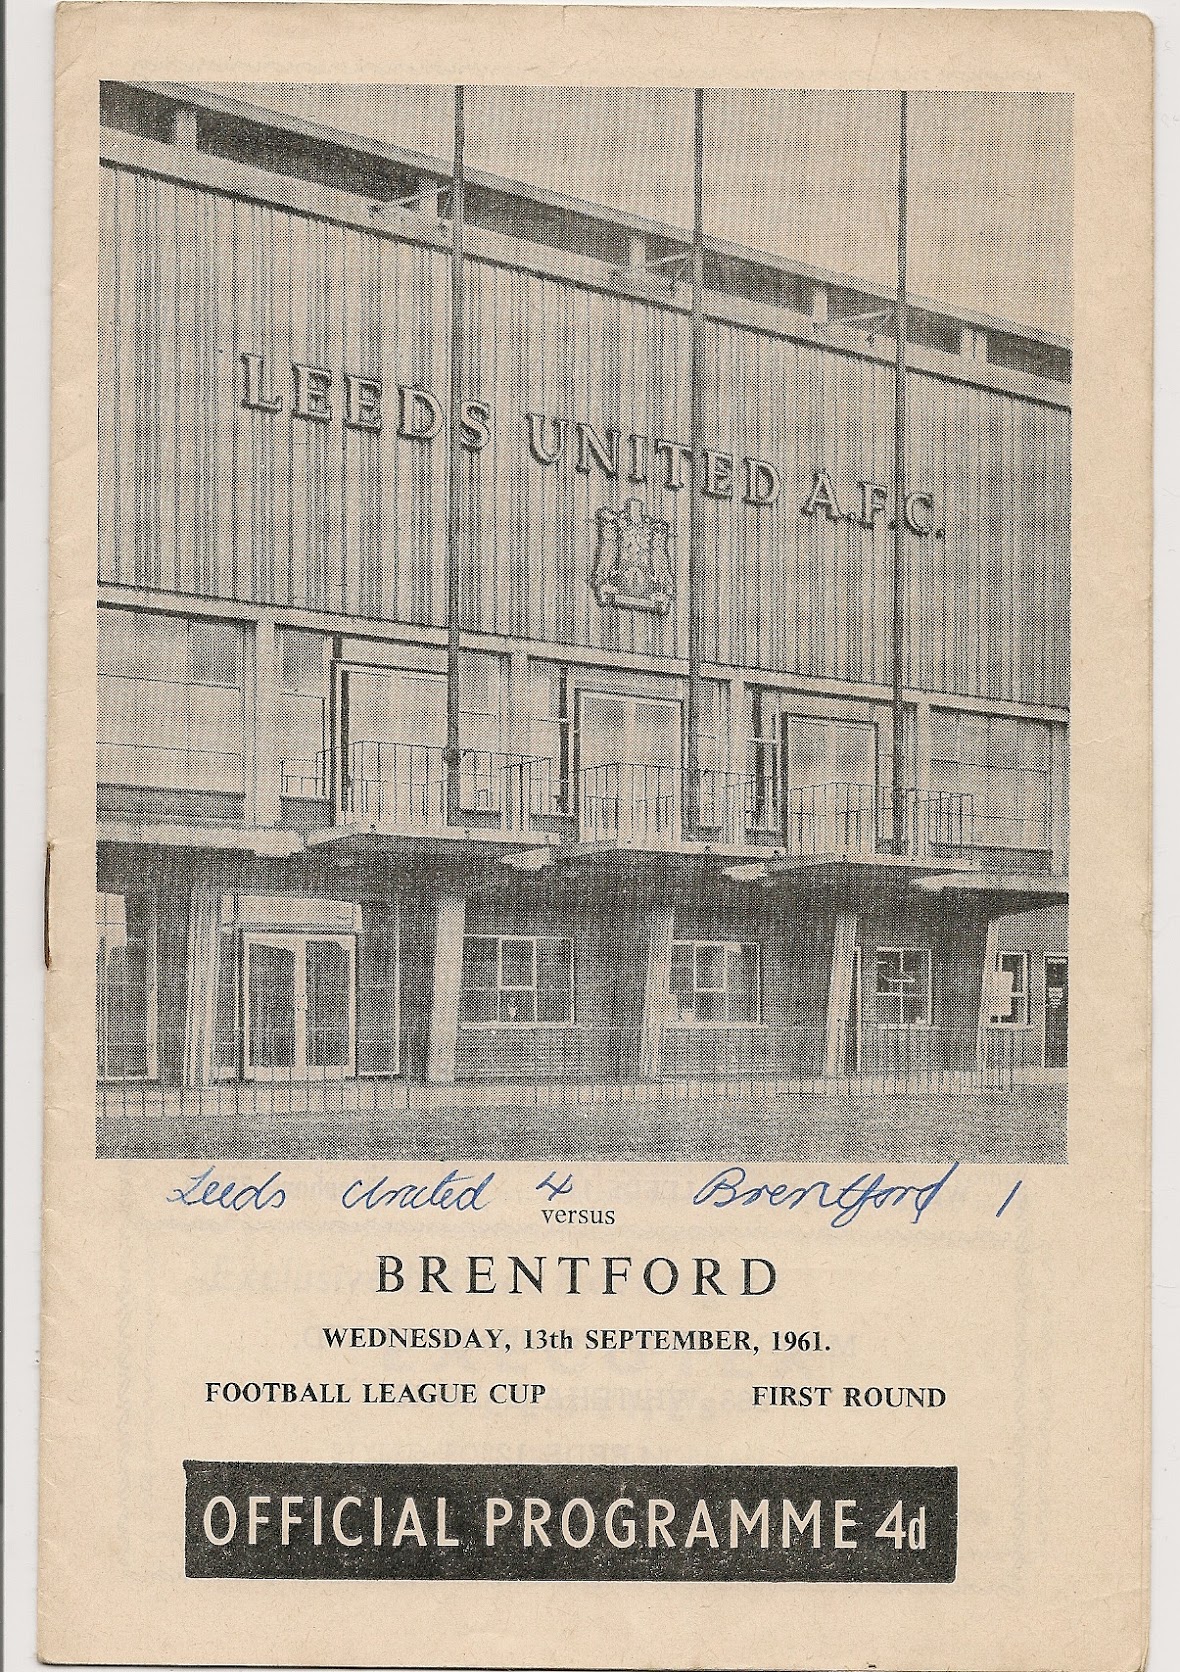 LEEDS UNITED A.F.C.
Leeds United 4 Brentford 1
versus
BRENTFORD
WEDNESDAY, 13th SEPTEMBER, 1961.
FOOTBALL LEAGUE CUP FIRST ROUND
OFFICIAL PROGRAMME 4d